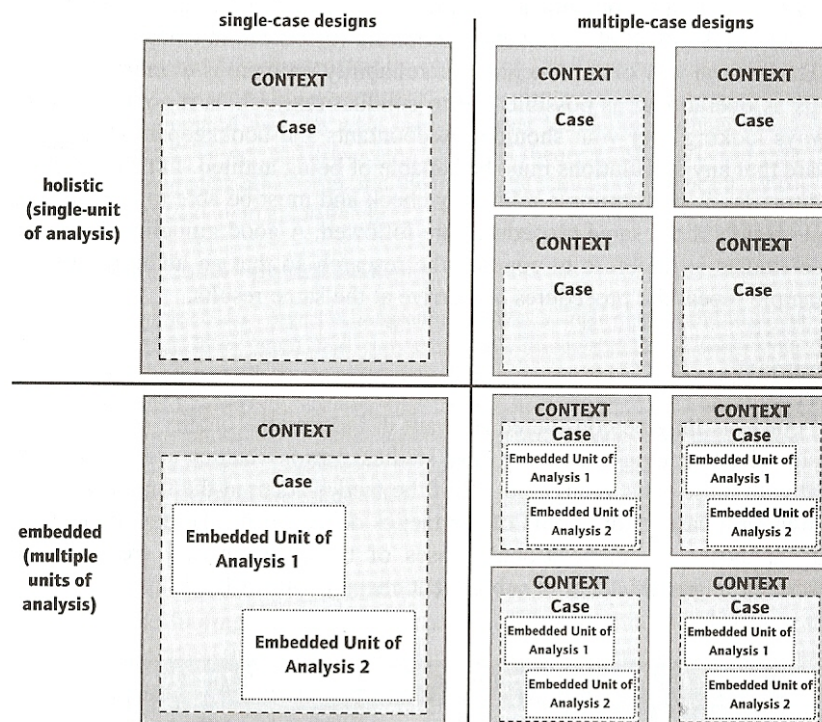 single-case designs
multiple-case designs
holistic
(single-unit
of analysis)
CONTEXT
Case
CONTEXT
Case
CONTEXT
Case
CONTEXT
Case
CONTEXT
Case
embedded
(multiple
units of
analysis)
CONTEXT
Case
Embedded Unit of
Analysis 1
Embedded Unit of
Analysis 2
CONTEXT
Case
Embedded Unit of
Analysis 1
Embedded Unit of
Analysis 2
CONTEXT
Case
Embedded Unit of
Analysis 1
Embedded Unit of
Analysis 2
CONTEXT
Case
Embedded Unit of
Analysis 1
Embedded Unit of
Analysis 2
CONTEXT
Case
Embedded Unit of
Analysis 1
Embedded Unit of
Analysis 2